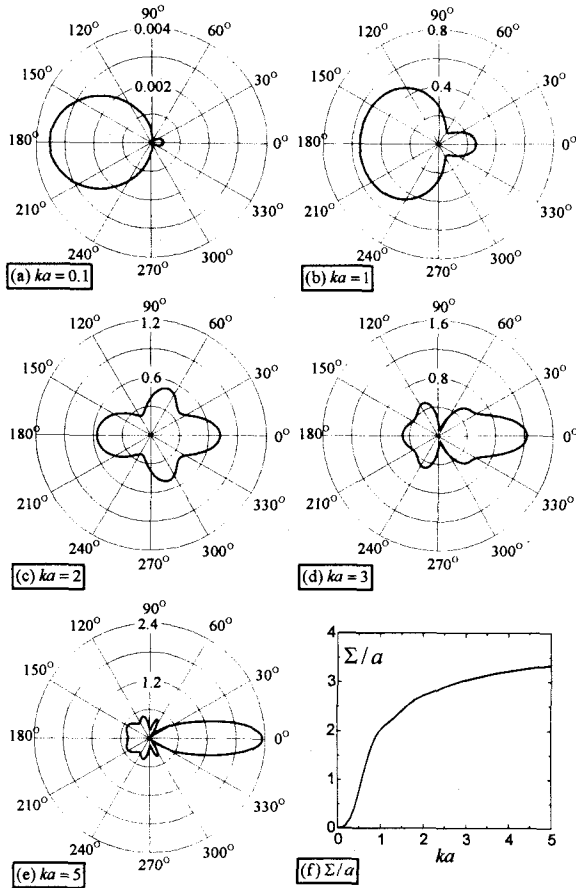 90°
120° 0.004 60°
150° 0.002 30°
180° 0°
210° 330°
240° 300°
270°
(a) ka = 0.1
90°
120° 0.8 60°
150° 0.4 30°
180° 0°
210° 330°
240° 300°
270°
(b) ka = 1
90°
120° 1.2 60°
150° 0.6 30°
180° 0°
210° 330°
240° 300°
270°
(c) ka = 2
90°
120° 1.6 60°
150° 0.8 30°
180° 0°
210° 330°
240° 300°
270°
(d) ka = 3
90°
120° 2.4 60°
150° 1.2 30°
180° 0°
210° 330°
240° 300°
270°
(e) ka = 5
4
Σ/a
3
2
1
0
0 1 2 3 4 5
ka
(f) Σ/a